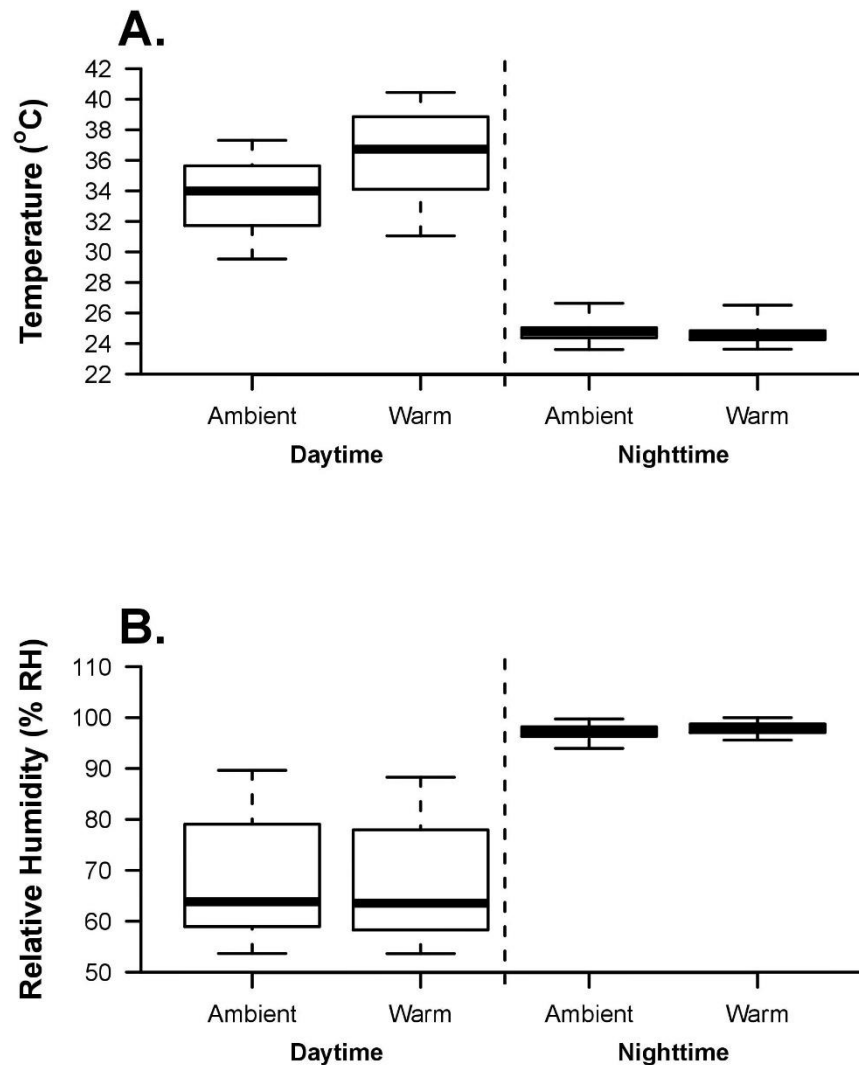 A.
Temperature (°C)
42
40
38
36
34
32
30
28
26
24
22
Ambient Warm Ambient Warm
Daytime Nighttime
B.
Relative Humidity (% RH)
110
100
90
80
70
60
50
Ambient Warm Ambient Warm
Daytime Nighttime